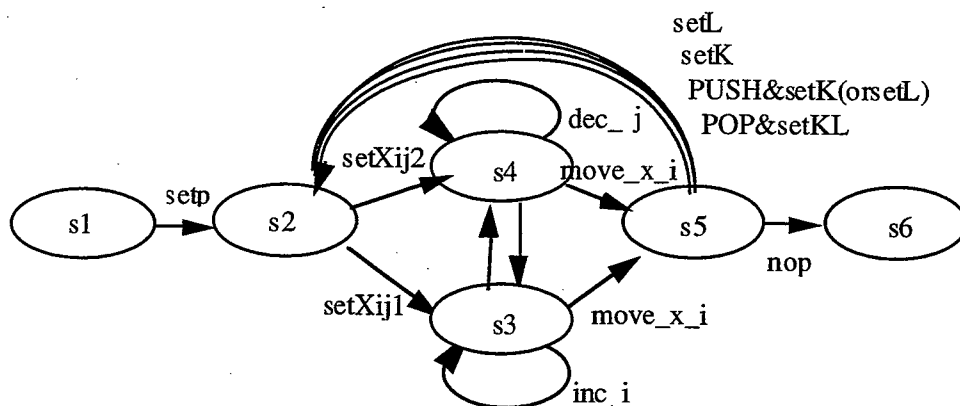 setL
setK
PUSH&setK(orsetL)
POP&setKL
dec_ j
setXij2
s4
move_x_i
s1
setp
s2
s5
s6
nop
setXij1
s3
move_x_i
inc_i